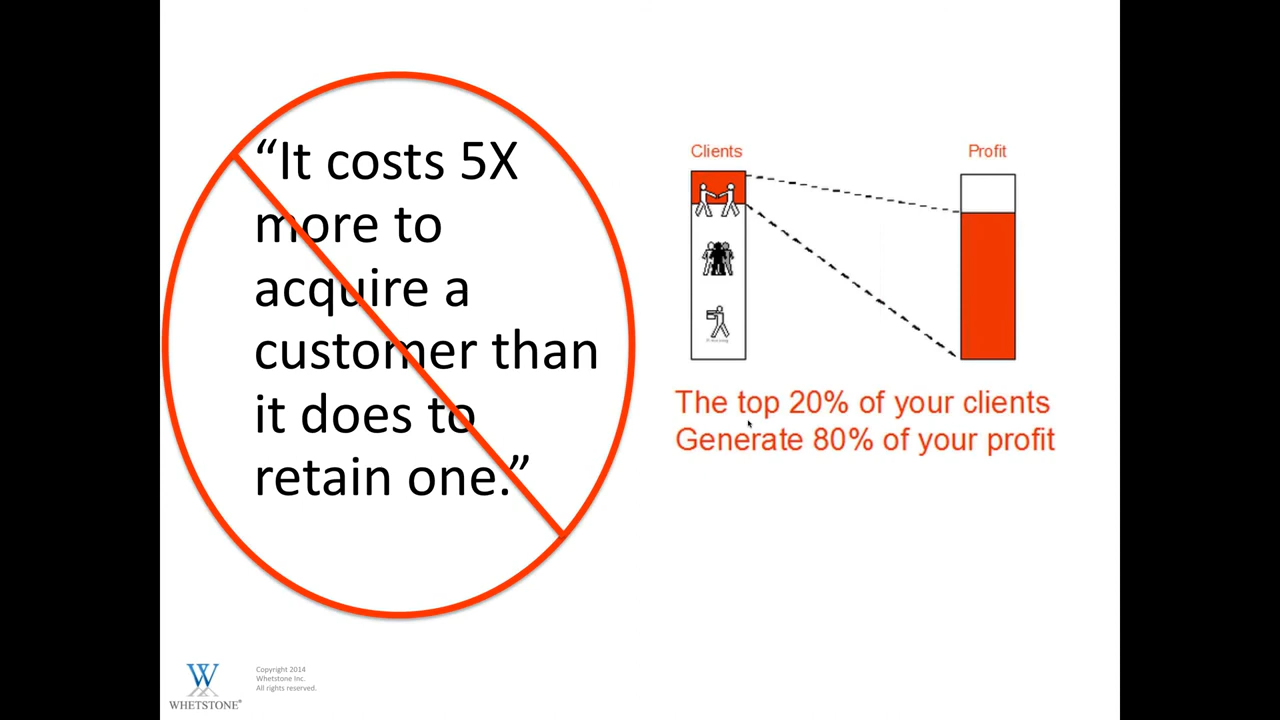 “It costs 5X
more to
acquire a
customer than
it does to
retain one.”
Clients
Profit
The top 20% of your clients
Generate 80% of your profit
Copyright 2014
Whetstone Inc.
All rights reserved.
WHETSTONE®